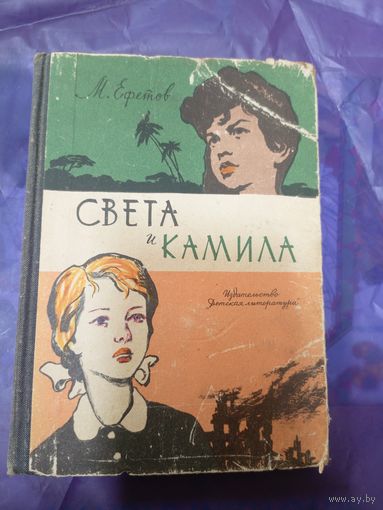 М. Ефетов
СВЕТА
и КАМИЛА
Издательство
„Детская литература"
www.ay.by